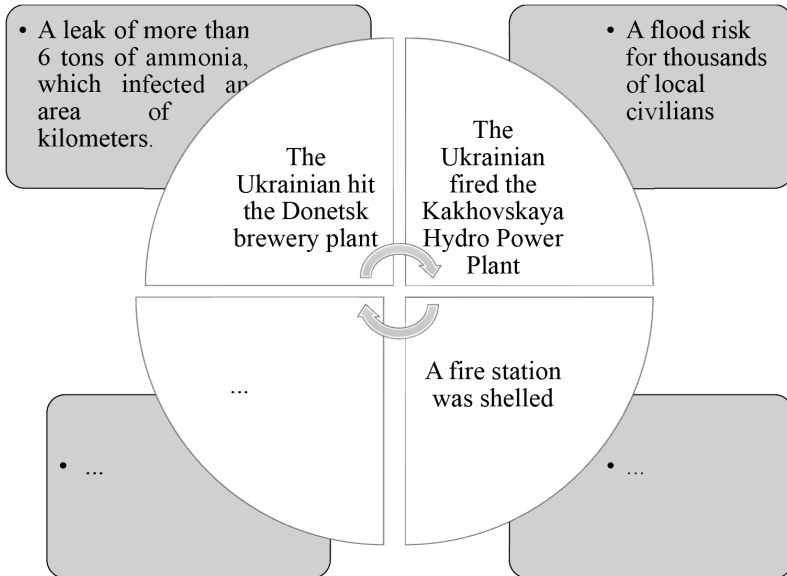 • A leak of more than
6 tons of ammonia,
which infected an
area of
kilometers.
• A flood risk
for thousands
of local
civilians
The
Ukrainian hit
the Donetsk
brewery plant
The
Ukrainian
fired the
Kakhovskaya
Hydro Power
Plant
...
A fire station
was shelled
• ...
• ...